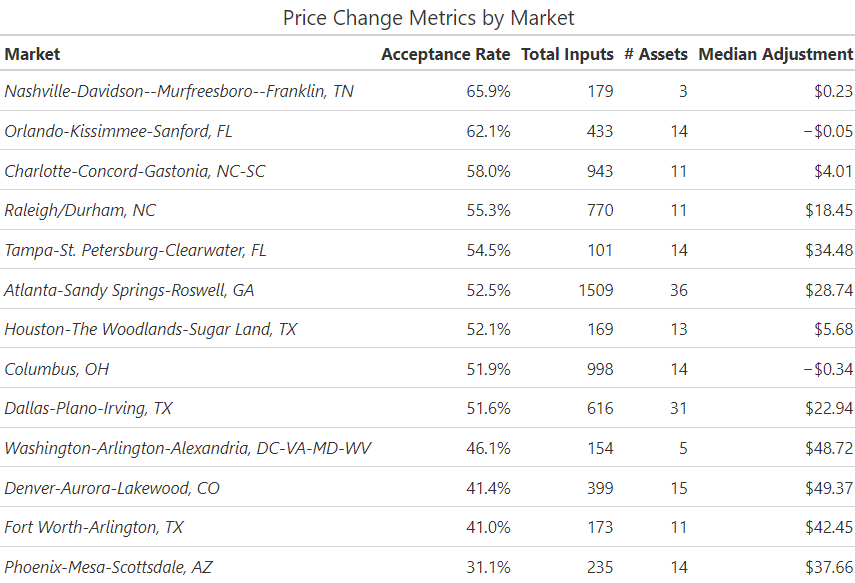 Price Change Metrics by Market
Market Acceptance Rate Total Inputs # Assets Median Adjustment
Nashville-Davidson--Murfreesboro--Franklin, TN 65.9% 179 3 $0.23
Orlando-Kissimmee-Sanford, FL 62.1% 433 14 −$0.05
Charlotte-Concord-Gastonia, NC-SC 58.0% 943 11 $4.01
Raleigh/Durham, NC 55.3% 770 11 $18.45
Tampa-St. Petersburg-Clearwater, FL 54.5% 101 14 $34.48
Atlanta-Sandy Springs-Roswell, GA 52.5% 1509 36 $28.74
Houston-The Woodlands-Sugar Land, TX 52.1% 169 13 $5.68
Columbus, OH 51.9% 998 14 −$0.34
Dallas-Plano-Irving, TX 51.6% 616 31 $22.94
Washington-Arlington-Alexandria, DC-VA-MD-WV 46.1% 154 5 $48.72
Denver-Aurora-Lakewood, CO 41.4% 399 15 $49.37
Fort Worth-Arlington, TX 41.0% 173 11 $42.45
Phoenix-Mesa-Scottsdale, AZ 31.1% 235 14 $37.66